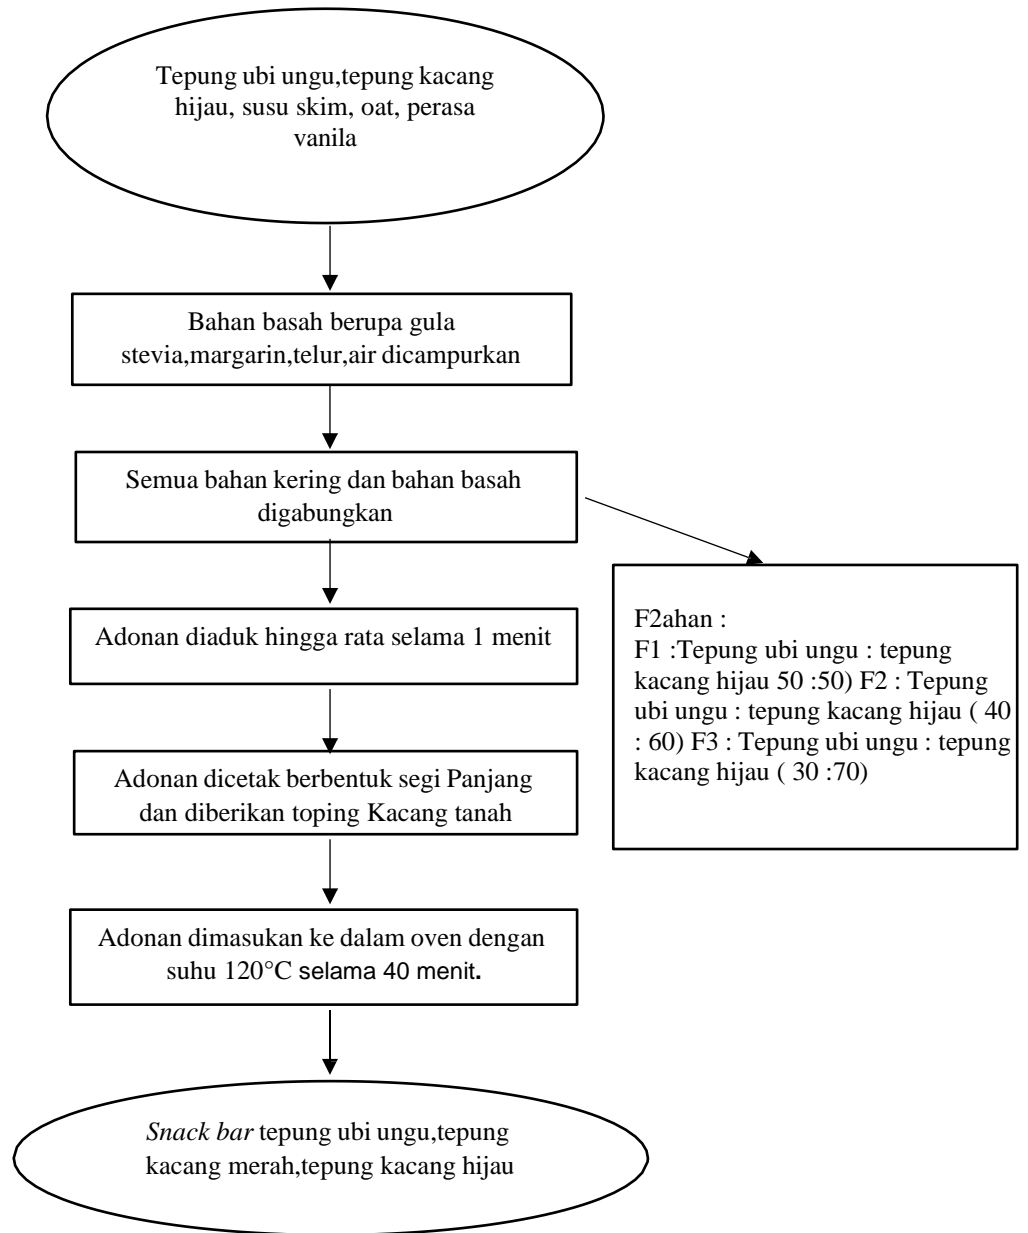 Tepung ubi ungu,tepung kacang
hijau, susu skim, oat, perasa
vanila
Bahan basah berupa gula
stevia,margarin,telur,air dicampurkan
Semua bahan kering dan bahan basah
digabungkan
F2ahan :
F1 :Tepung ubi ungu : tepung
kacang hijau 50 :50) F2 : Tepung
ubi ungu : tepung kacang hijau ( 40
: 60) F3 : Tepung ubi ungu : tepung
kacang hijau ( 30 :70)
Adonan diaduk hingga rata selama 1 menit
Adonan dicetak berbentuk segi Panjang
dan diberikan toping Kacang tanah
Adonan dimasukan ke dalam oven dengan
suhu 120°C selama 40 menit.
Snack bar tepung ubi ungu,tepung
kacang merah,tepung kacang hijau